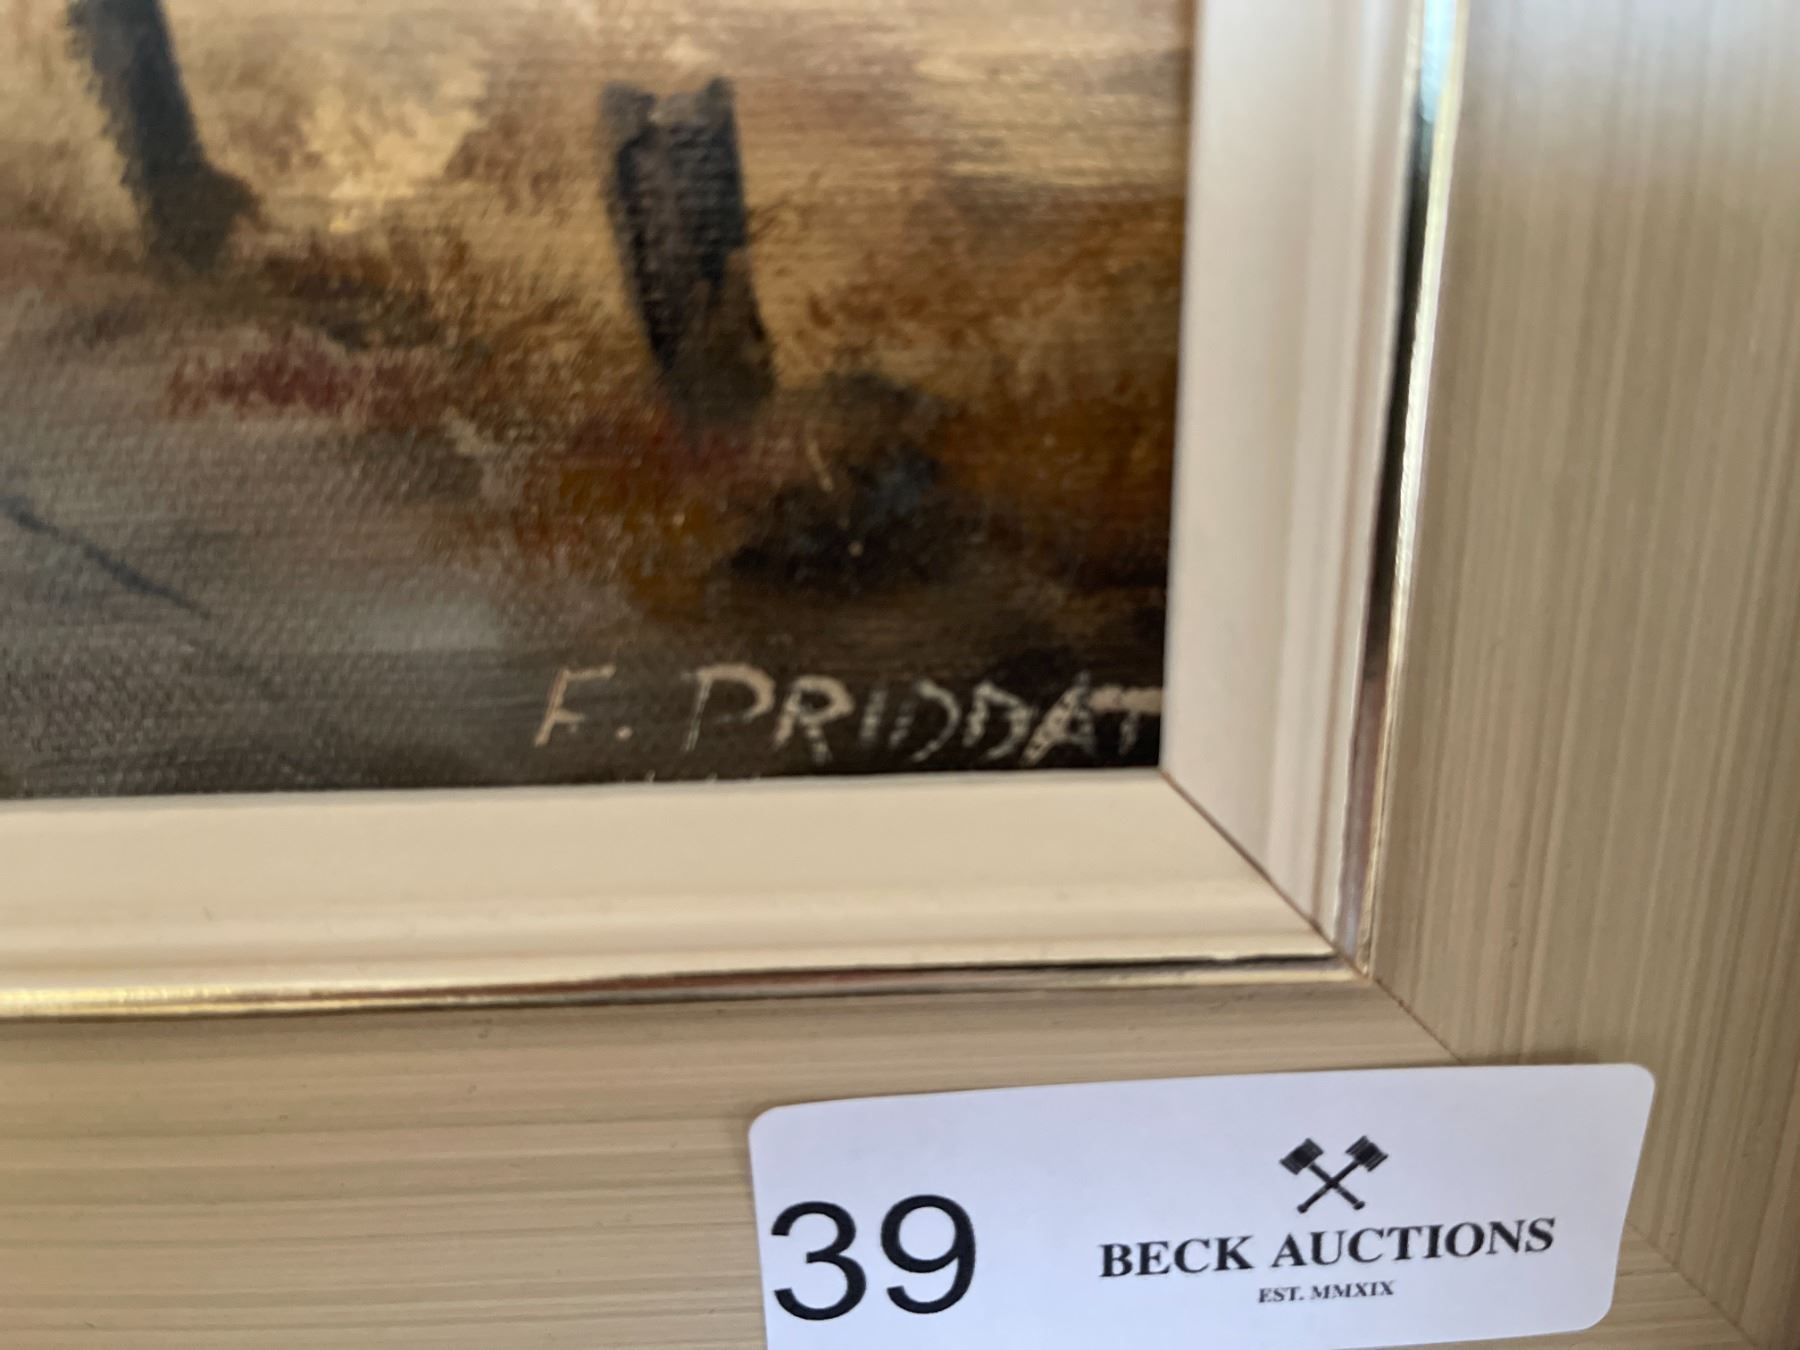 F. PRIDDAT
39
BECK AUCTIONS
EST. MMXIX